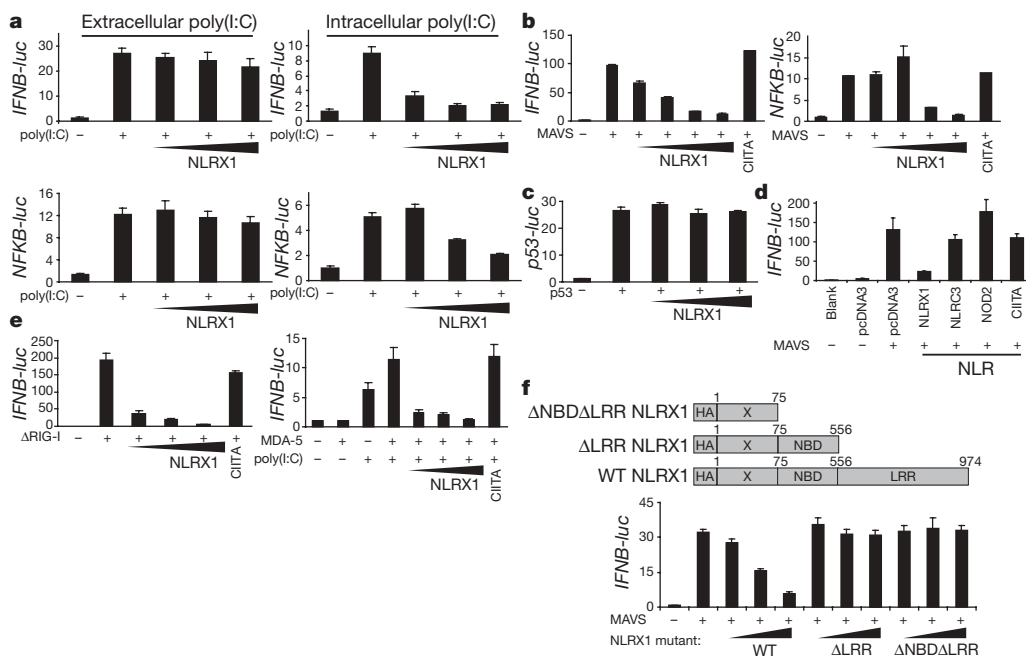 a
Extracellular poly(I:C)
IFNB-luc
30
20
10
0
poly(I:C) – + + + +
NLRX1
Intracellular poly(I:C)
IFNB-luc
10
8
6
4
2
0
poly(I:C) – + + + +
NLRX1
NFKB-luc
16
12
8
4
0
poly(I:C) – + + + +
NLRX1
NFKB-luc
6
4
2
0
poly(I:C) – + + + +
NLRX1
b
IFNB-luc
150
100
50
0
MAVS – + + + + + +
NLRX1
CIITA
NFKB-luc
20
15
10
5
0
MAVS – + + + + + +
NLRX1
CIITA
c
p53-luc
30
20
10
0
p53 – + + + +
NLRX1
d
IFNB-luc
200
150
100
50
0
Blank
pcDNA3
pcDNA3
NLRX1
NLRC3
NOD2
CIITA
MAVS – – + + + + +
NLR
e
IFNB-luc
250
200
150
100
50
0
ΔRIG-I – + + + + +
NLRX1
CIITA
IFNB-luc
15
10
5
0
MDA-5 – + – + + + + +
poly(I:C) – – + + + + + +
NLRX1
CIITA
f
ΔNBDΔLRR NLRX1 HA X
1 75
ΔLRR NLRX1 HA X NBD
1 75 556
WT NLRX1 HA X NBD LRR
1 75 556 974
IFNB-luc
45
30
15
0
MAVS – + + + + + + + + + +
NLRX1 mutant:
WT
ΔLRR
ΔNBDΔLRR